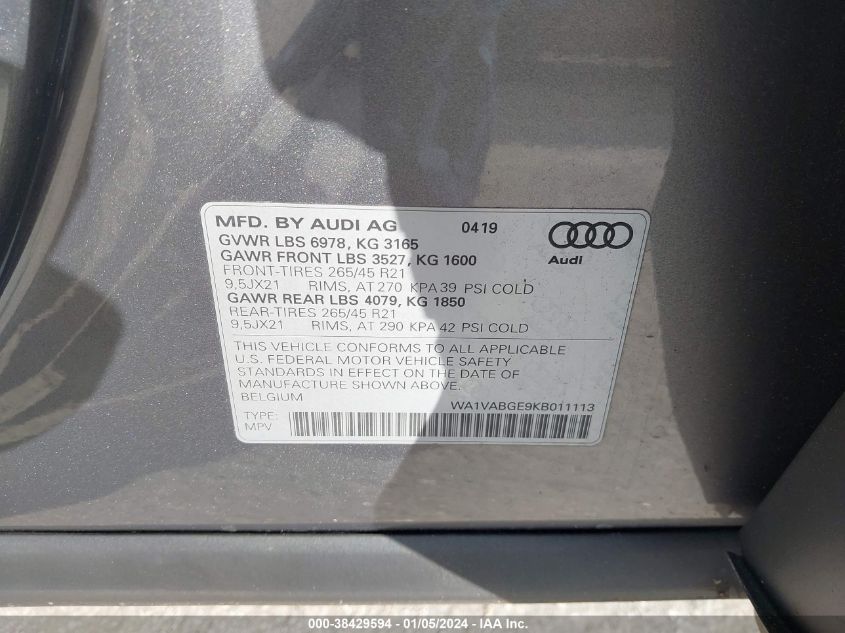 MFD. BY AUDI AG 0419
GVWR LBS 6978, KG 3165
GAWR FRONT LBS 3527, KG 1600
FRONT-TIRES 265/45 R21
9,5JX21 RIMS, AT 270 KPA 39 PSI COLD
GAWR REAR LBS 4079, KG 1850
REAR-TIRES 265/45 R21
9,5JX21 RIMS, AT 290 KPA 42 PSI COLD
Audi
THIS VEHICLE CONFORMS TO ALL APPLICABLE
U.S. FEDERAL MOTOR VEHICLE SAFETY
STANDARDS IN EFFECT ON THE DATE OF
MANUFACTURE SHOWN ABOVE.
BELGIUM WA1VABGE9KB011113
TYPE:
MPV
000-38429594 - 01/05/2024 - IAAI.com